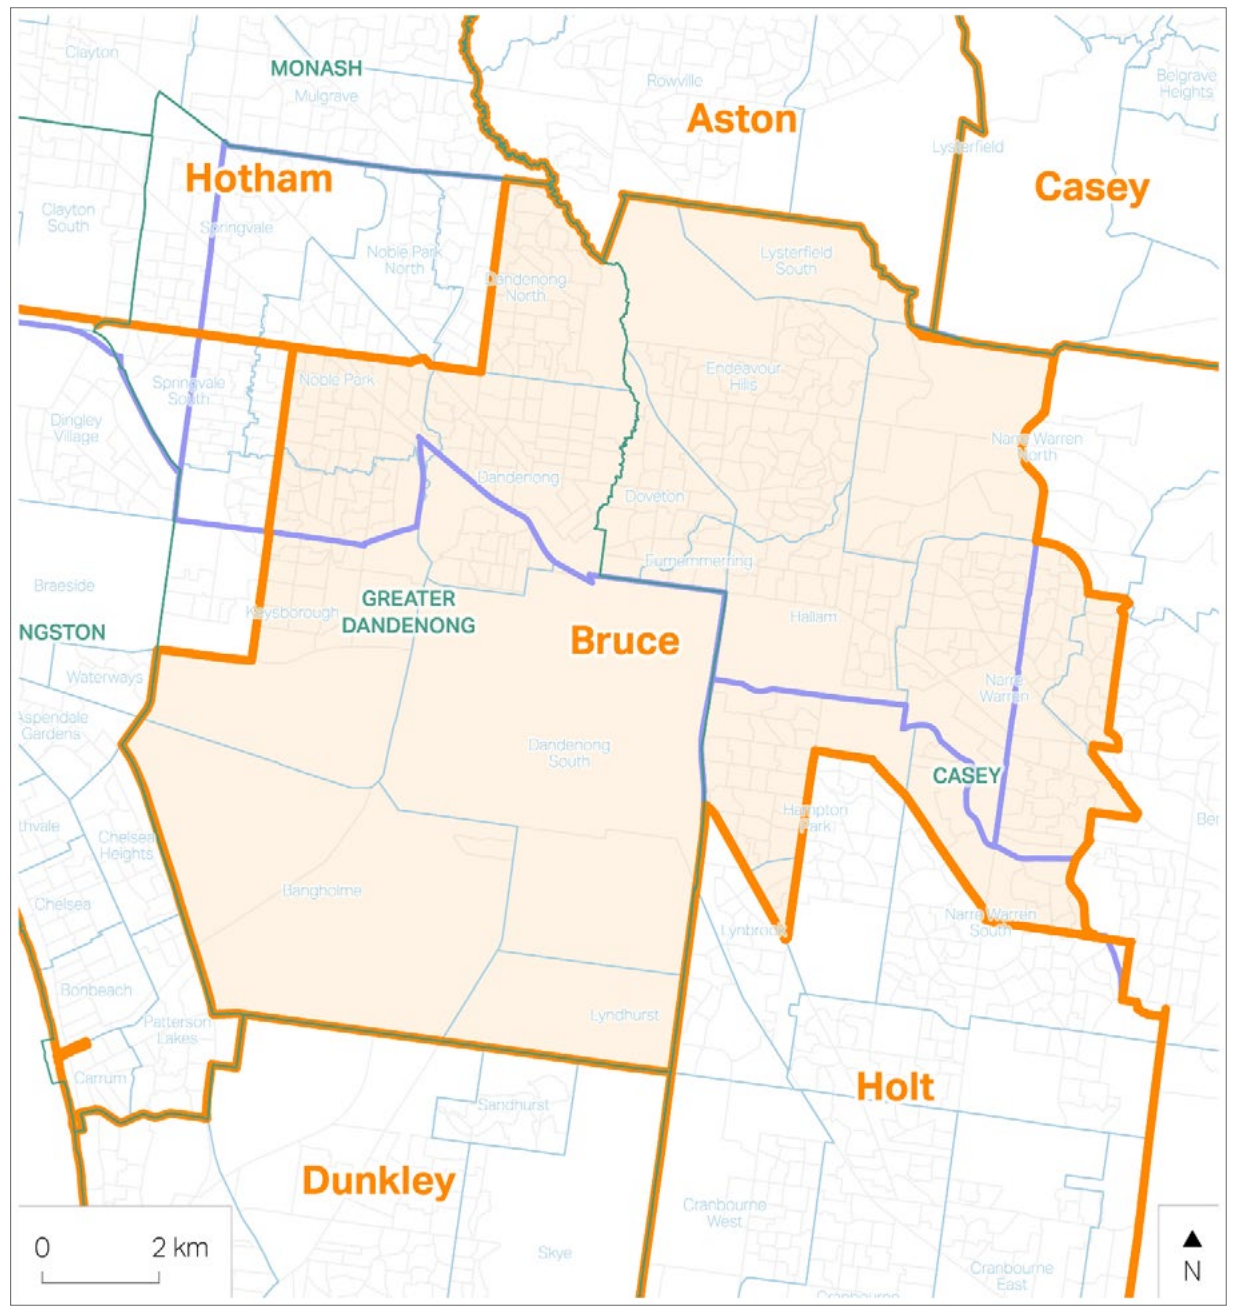 Clayton
MONASH
Mulgrave
Rowville
Belgrave
Heights
Aston
Lysterfield
Hotham
Casey
Clayton
South
Springvale
Noble Park
North
Lysterfield
South
Dandenong
North
Springvale
South
Noble Park
Endeavour
Hills
Dingley
Village
Narre Warren
North
Dandenong
Doveton
Eumemmerring
Braeside
GREATER
DANDENONG
Keysborough
Hallam
NGSTON
Bruce
Waterways
Narre
Warren
Aspendale
Gardens
Dandenong
South
CASEY
Hampton
Park
thvale
Chelsea
Heights
Ber
Bangholme
Chelsea
Narre Warren
South
Lynbrook
Bonbeach
Patterson
Lakes
Lyndhurst
Carrum
Holt
Sandhurst
Dunkley
Cranbourne
West
0 2 km
Skye
N
Cranbourne
East
Cranbourne